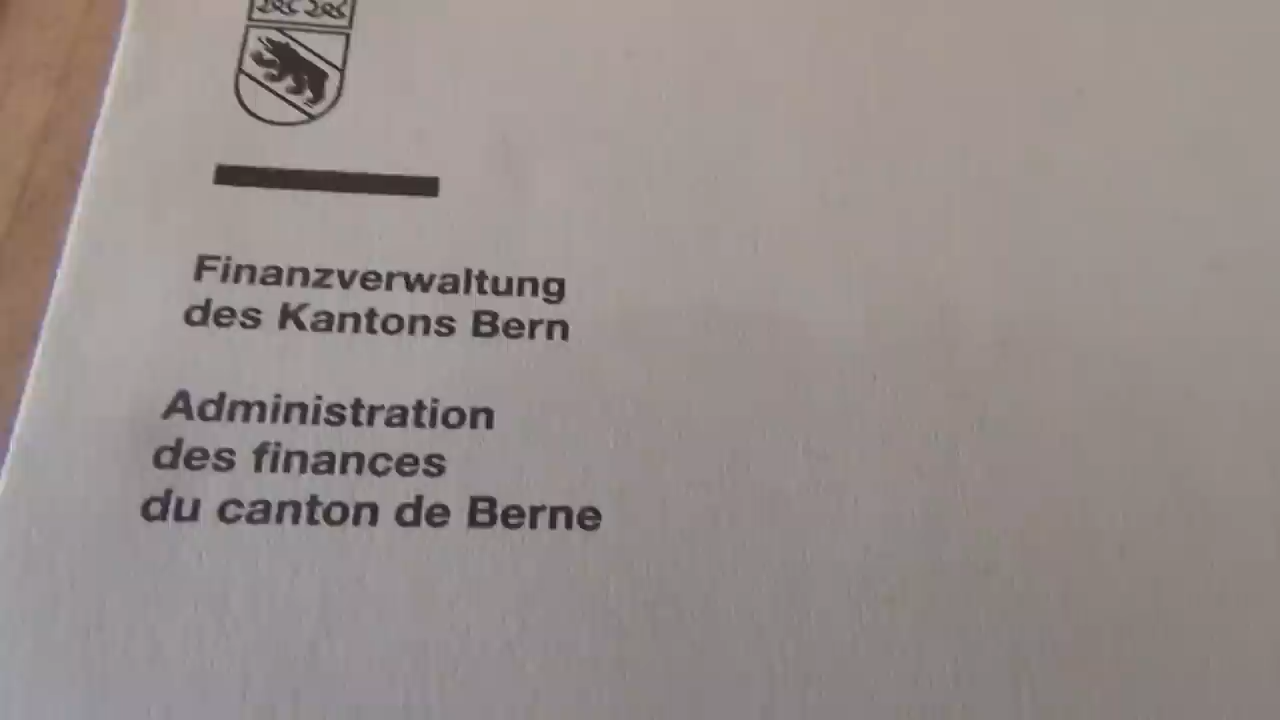 Finanzverwaltung
des Kantons Bern
Administration
des finances
du canton de Berne